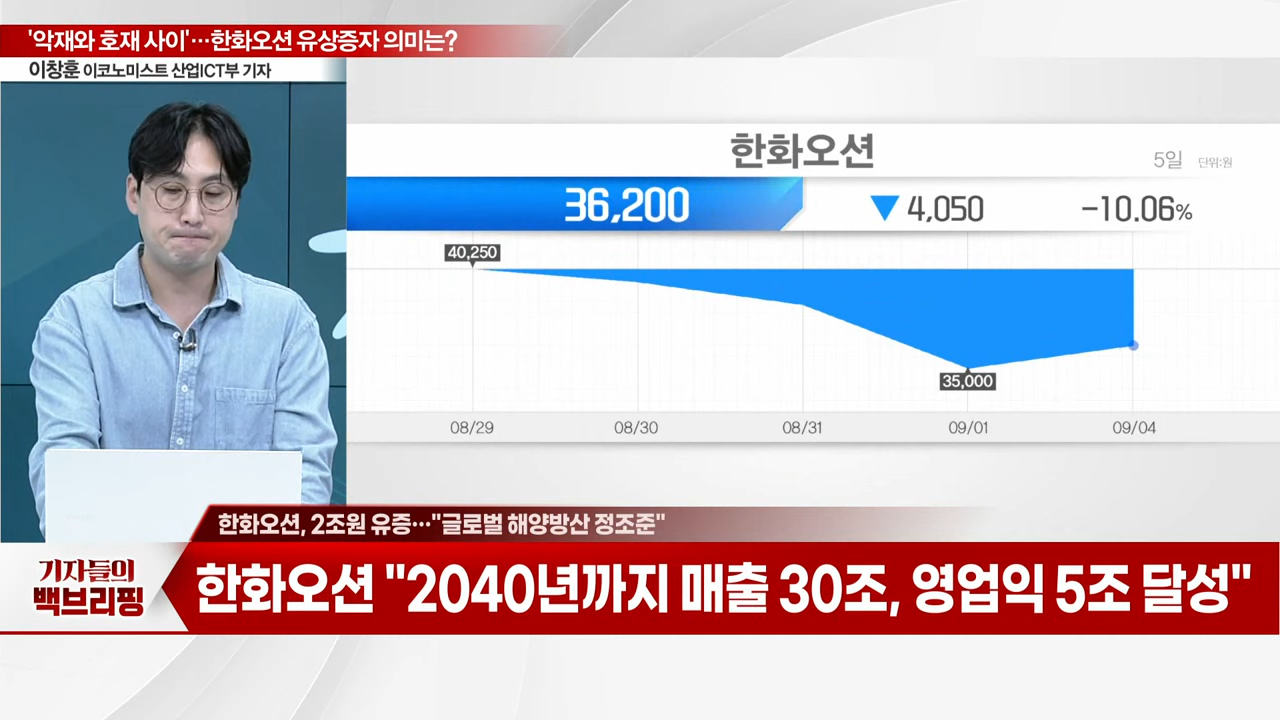 '악재와 호재 사이'…한화오션 유상증자 의미는?
이창훈 이코노미스트 산업ICT부 기자
한화오션
5일 단위:원
36,200 ▼ 4,050 -10.06%
40,250
35,000
08/29 08/30 08/31 09/01 09/04
한화오션, 2조원 유증…"글로벌 해양방산 정조준"
기자들의
백브리핑
한화오션 "2040년까지 매출 30조, 영업익 5조 달성"